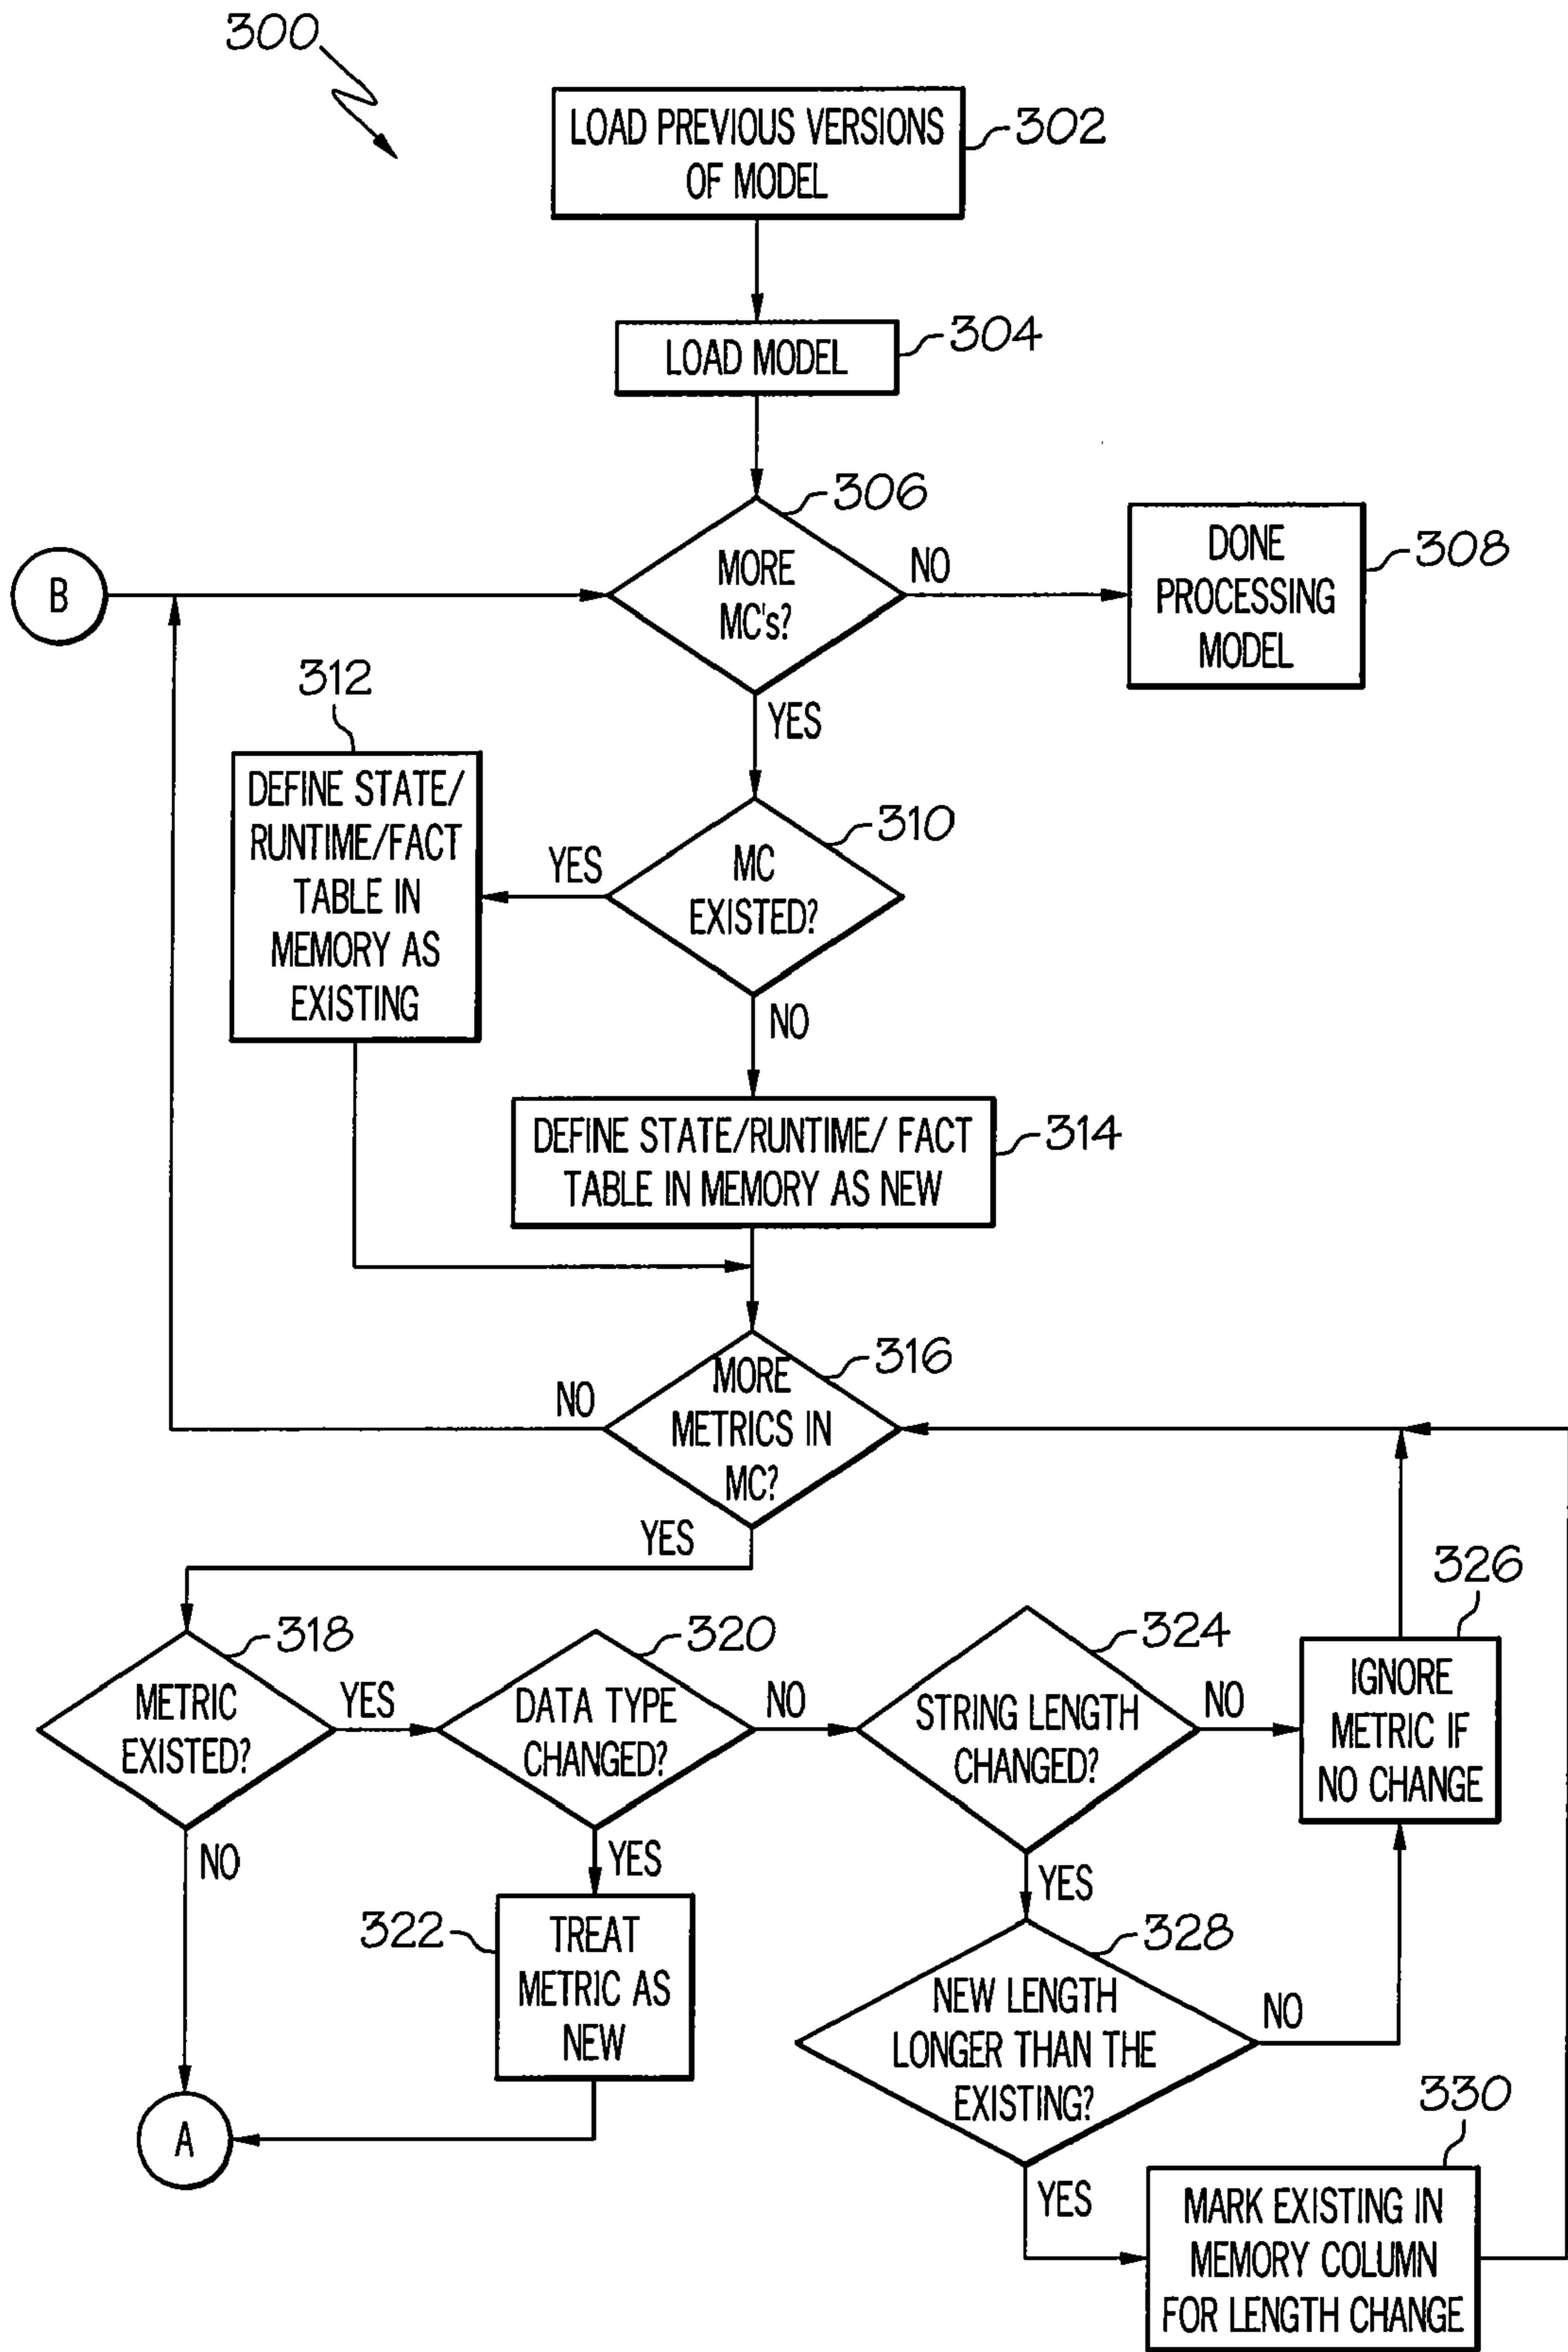 300
LOAD PREVIOUS VERSIONS
OF MODEL
302
LOAD MODEL
304
306
MORE
MC's?
NO
DONE
PROCESSING
MODEL
308
B
YES
312
DEFINE STATE/
RUNTIME/FACT
TABLE IN
MEMORY AS
EXISTING
YES
MC
EXISTED?
310
NO
DEFINE STATE/RUNTIME/ FACT
TABLE IN MEMORY AS NEW
314
316
MORE
METRICS IN
MC?
NO
YES
318
METRIC
EXISTED?
YES
320
DATA TYPE
CHANGED?
NO
324
STRING LENGTH
CHANGED?
NO
326
IGNORE
METRIC IF
NO CHANGE
NO
YES
322
TREAT
METRIC AS
NEW
YES
328
NEW LENGTH
LONGER THAN THE
EXISTING?
NO
A
YES
330
MARK EXISTING IN
MEMORY COLUMN
FOR LENGTH CHANGE